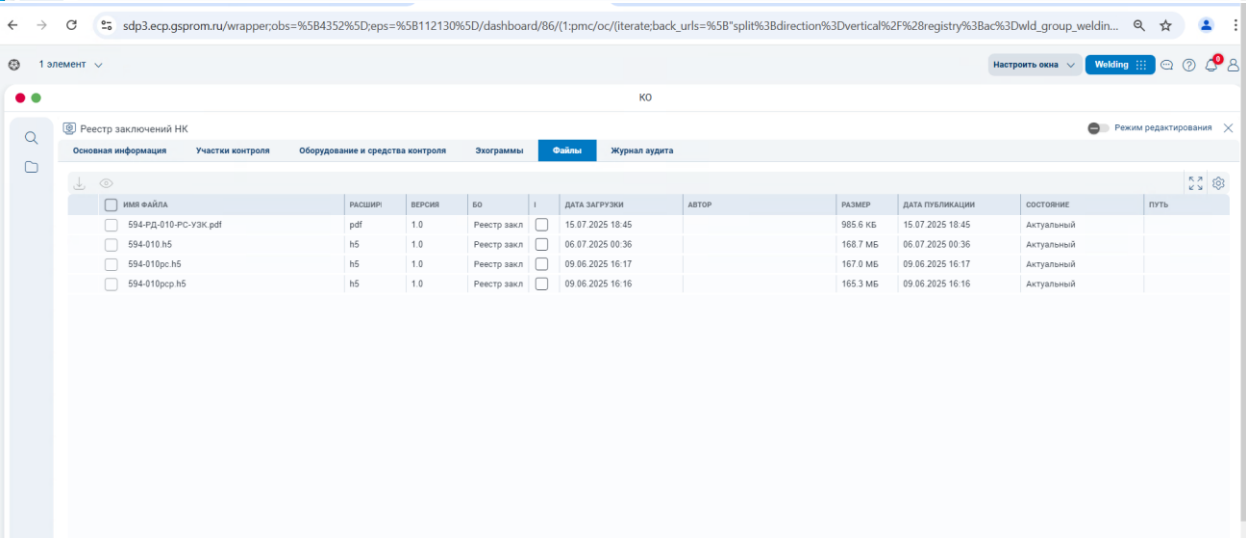 sdp3.ecp.gsprom.ru/wrapper;obs=%5B4352%5D;eps=%5B112130%5D/dashboard/86/(1:pmc/oc/(iterate;back_urls=%5B"split%3Bdirection%3Dvertical%2F%28registry%3Bac%3Dwld_group_weldin...
1 элемент Настроить окна Welding 0
КО
Реестр заключений НК Режим редактирования
Основная информация Участки контроля Оборудование и средства контроля Эхограммы Файлы Журнал аудита
ИМЯ ФАЙЛА РАСШИРІ ВЕРСИЯ БО І ДАТА ЗАГРУЗКИ АВТОР РАЗМЕР ДАТА ПУБЛИКАЦИИ СОСТОЯНИЕ ПУТЬ
594-РД-010-РС-УЗК.pdf pdf 1.0 Реестр закл 15.07.2025 18:45 985.6 КБ 15.07.2025 18:45 Актуальный
594-010.h5 h5 1.0 Реестр закл 06.07.2025 00:36 168.7 МБ 06.07.2025 00:36 Актуальный
594-010рс.h5 h5 1.0 Реестр закл 09.06.2025 16:17 167.0 МБ 09.06.2025 16:17 Актуальный
594-010рср.h5 h5 1.0 Реестр закл 09.06.2025 16:16 165.3 МБ 09.06.2025 16:16 Актуальный